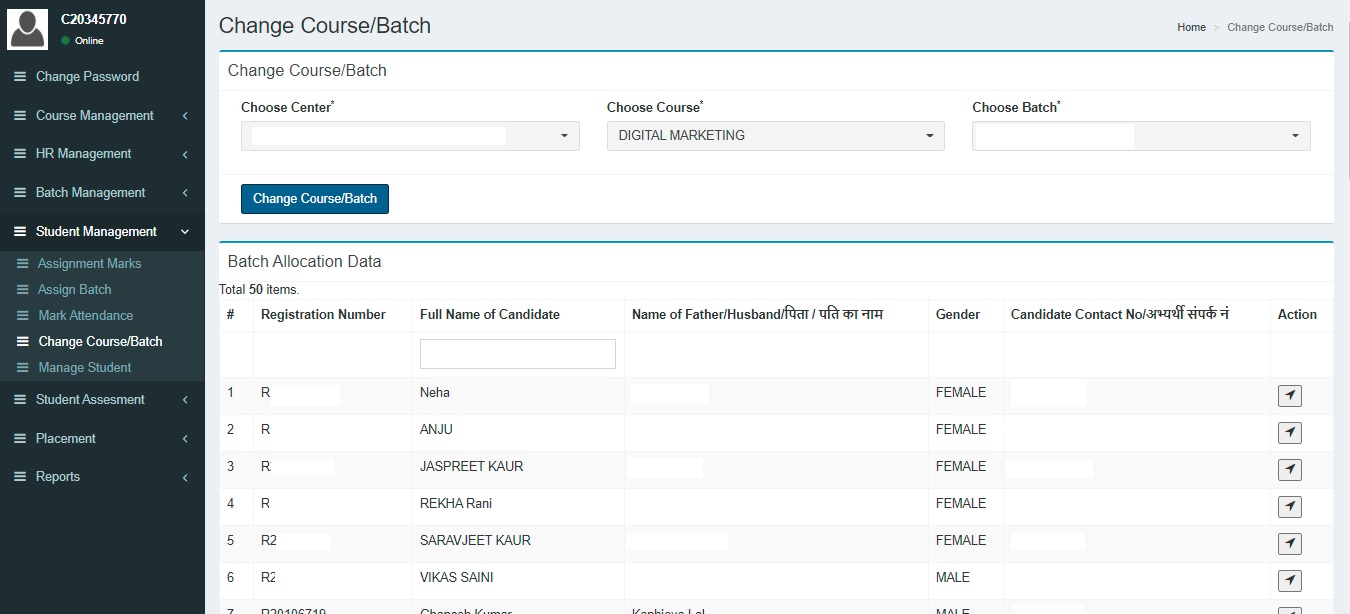 C20345770
Online
Change Password
Course Management
HR Management
Batch Management
Student Management
Assignment Marks
Assign Batch
Mark Attendance
Change Course/Batch
Manage Student
Student Assesment
Placement
Reports
Change Course/Batch
Home > Change Course/Batch
Change Course/Batch
Choose Center* Choose Course* Choose Batch*
DIGITAL MARKETING
Change Course/Batch
Batch Allocation Data
Total 50 items.
# Registration Number Full Name of Candidate Name of Father/Husband/पिता / पति का नाम Gender Candidate Contact No/अभ्यर्थी संपर्क नं Action
1 R Neha FEMALE
2 R ANJU FEMALE
3 R JASPREET KAUR FEMALE
4 R REKHA Rani FEMALE
5 R2 SARAVJEET KAUR FEMALE
6 R2 VIKAS SAINI MALE
7 R20106719 MALE